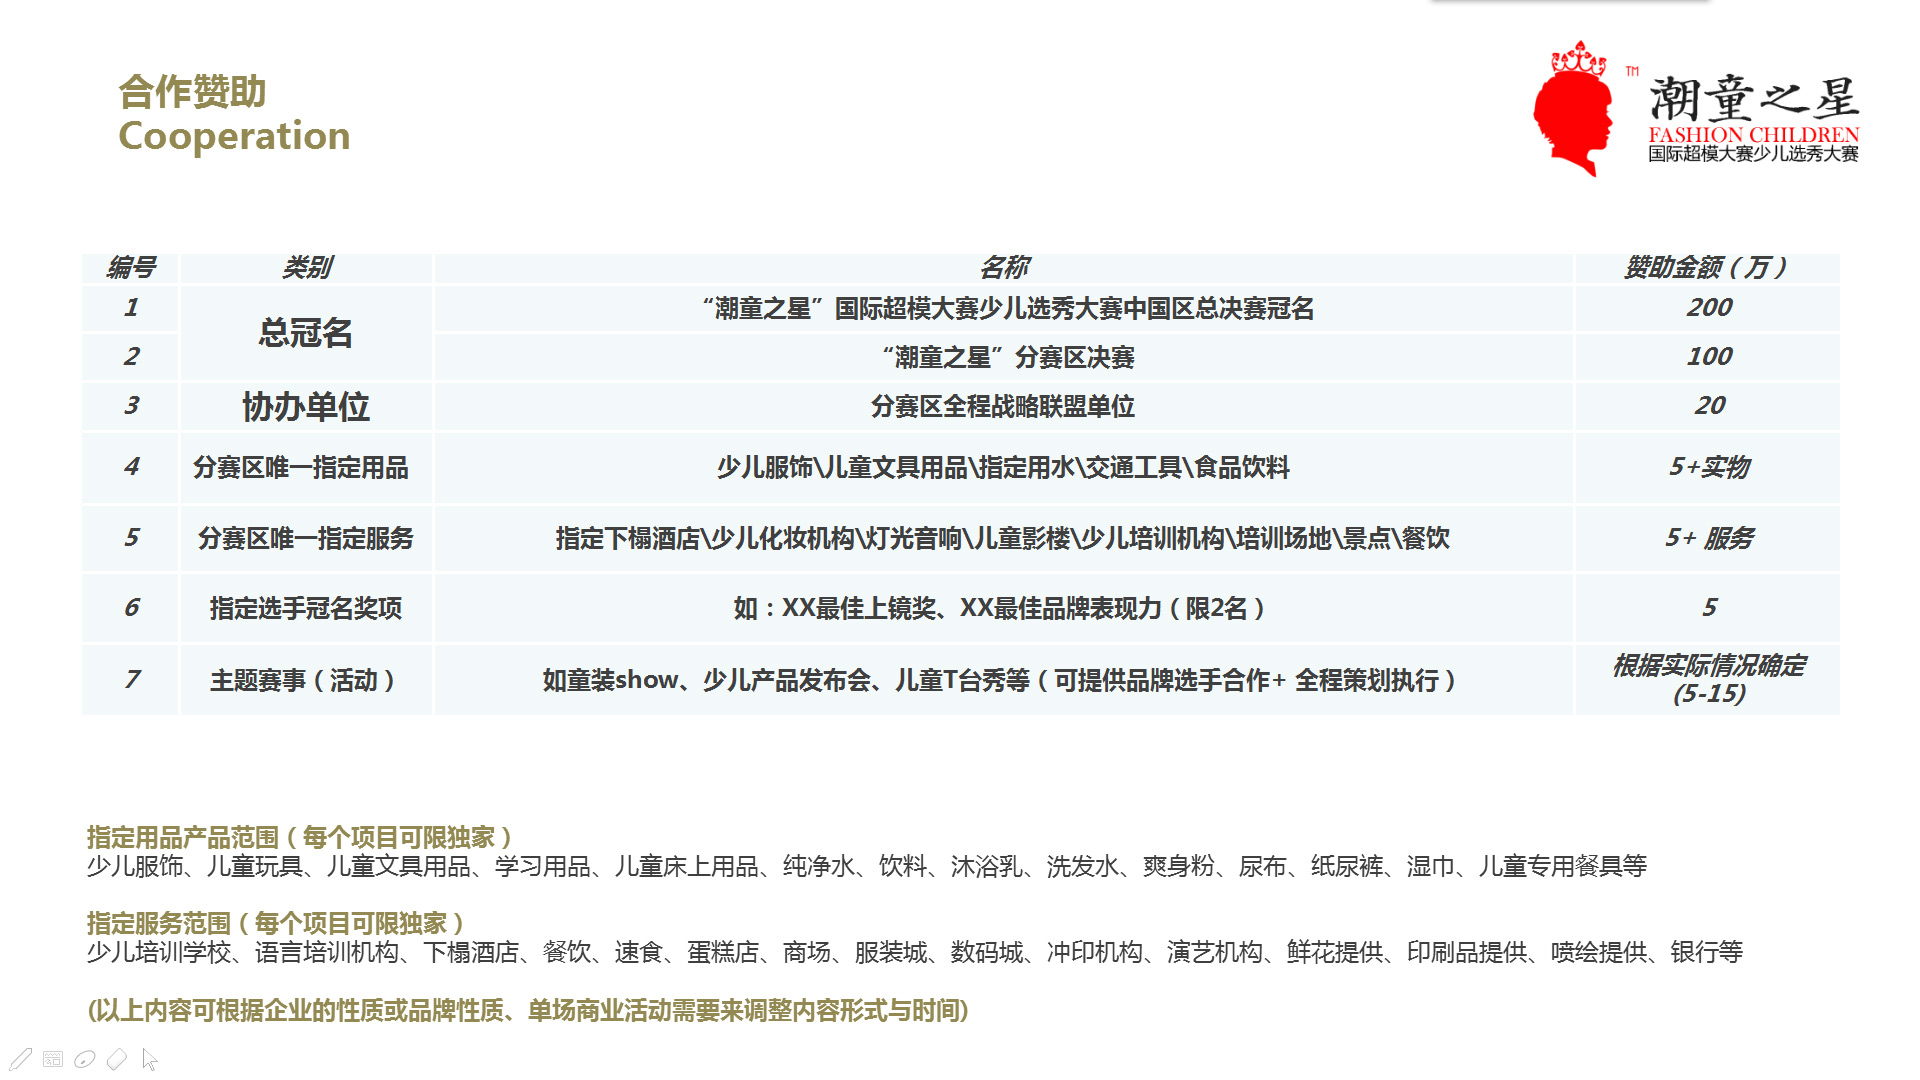 合作赞助
Cooperation
TM
潮童之星
FASHION CHILDREN
国际超模大赛少儿选秀大赛
编号 类别 名称 赞助金额（万）
1 总冠名 “潮童之星”国际超模大赛少儿选秀大赛中国区总决赛冠名 200
2 “潮童之星”分赛区决赛 100
3 协办单位 分赛区全程战略联盟单位 20
4 分赛区唯一指定用品 少儿服饰\儿童文具用品\指定用水\交通工具\食品饮料 5+实物
5 分赛区唯一指定服务 指定下榻酒店\少儿化妆机构\灯光音响\儿童影楼\少儿培训机构\培训场地\景点\餐饮 5+ 服务
6 指定选手冠名奖项 如：XX最佳上镜奖、XX最佳品牌表现力（限2名） 5
7 主题赛事（活动） 如童装show、少儿产品发布会、儿童T台秀等（可提供品牌选手合作+ 全程策划执行） 根据实际情况确定
(5-15)
指定用品产品范围（每个项目可限独家）
少儿服饰、儿童玩具、儿童文具用品、学习用品、儿童床上用品、纯净水、饮料、沐浴乳、洗发水、爽身粉、尿布、纸尿裤、湿巾、儿童专用餐具等
指定服务范围（每个项目可限独家）
少儿培训学校、语言培训机构、下榻酒店、餐饮、速食、蛋糕店、商场、服装城、数码城、冲印机构、演艺机构、鲜花提供、印刷品提供、喷绘提供、银行等
(以上内容可根据企业的性质或品牌性质、单场商业活动需要来调整内容形式与时间)